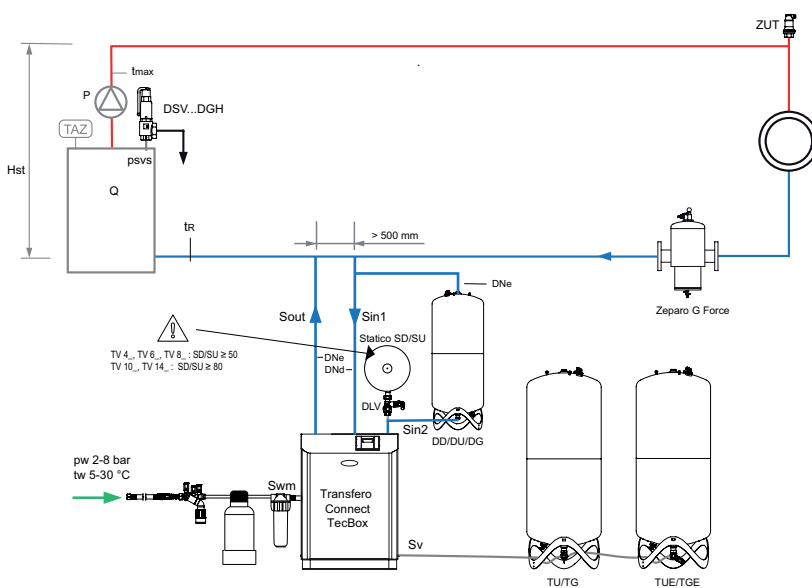 ZUT
tmax
P
DSV...DGH
TAZ
psvs
Hst
Q
tR
> 500 mm
DNe
Zeparo G Force
Sout
Sin1
Statico SD/SU
TV 4_, TV 6_, TV 8_ : SD/SU ≥ 50
TV 10_, TV 14_ : SD/SU ≥ 80
DNe
DNd
DLV
Sin2
DD/DU/DG
pw 2-8 bar
tw 5-30 °C
Swm
Transfero
Connect
TecBox
Sv
TU/TG
TUE/TGE